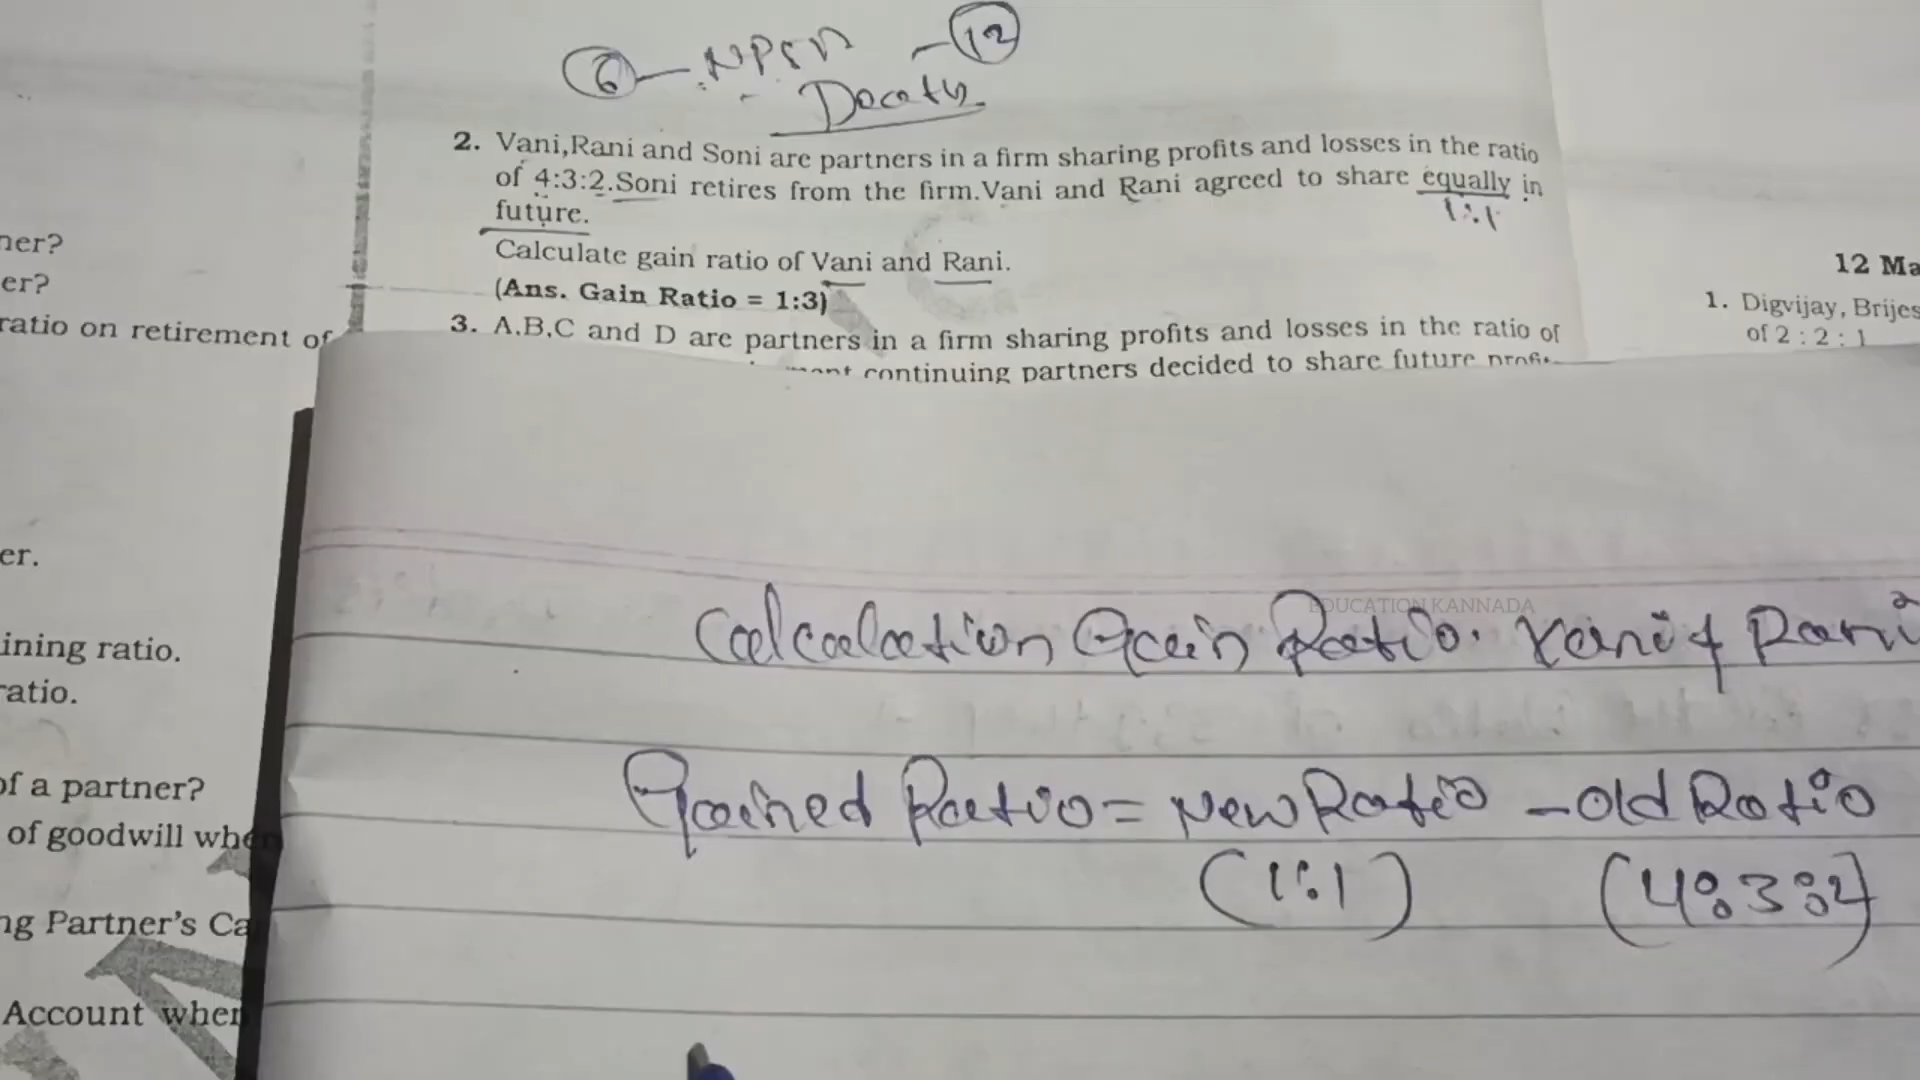 6 - NPSR - 12
Death
2. Vani,Rani and Soni are partners in a firm sharing profits and losses in the ratio
of 4:3:2.Soni retires from the firm.Vani and Rani agreed to share equally in
1:1
future.
Calculate gain ratio of Vani and Rani.
(Ans. Gain Ratio = 1:3)
3. A.B,C and D are partners in a firm sharing profits and losses in the ratio of
continuing partners decided to share future
12 Ma
1. Digvijay, Brijes
of 2 : 2 : 1
ner?
er?
ratio on retirement of
er.
ining ratio.
ratio.
of a partner?
of goodwill when
ng Partner's Ca
Account when
EDUCATION KANNADA
Calculation Gain Ratio. Vani & Rani
Gained Ratio = New Ratio - Old Ratio
(1:1) (4:3:2)